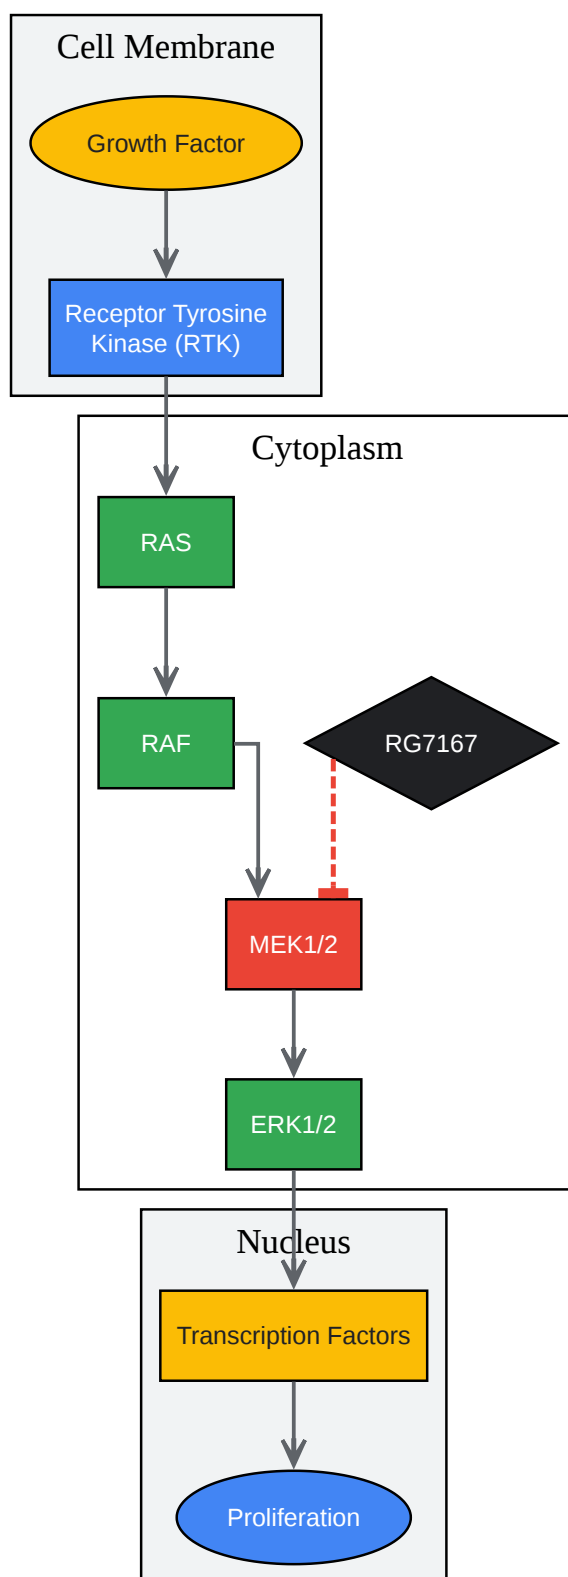 Cell Membrane
Growth Factor
Receptor Tyrosine
Kinase (RTK)
Cytoplasm
RAS
RAF
RG7167
MEK1/2
ERK1/2
Nucleus
Transcription Factors
Proliferation